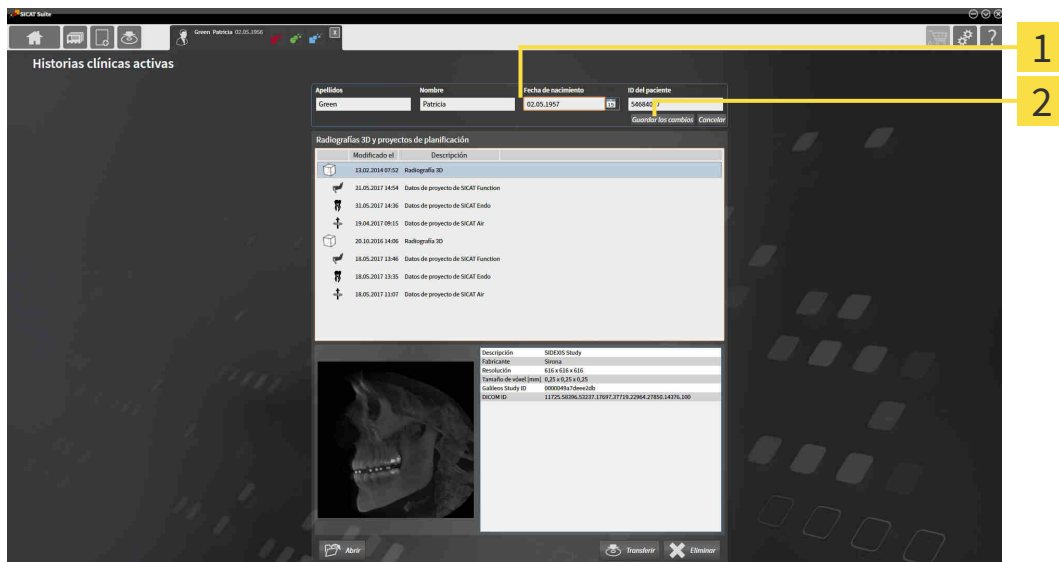 SICAT Suite
Green Patricia 02.05.1956
x
?
1
Historias clínicas activas
Apellidos Nombre Fecha de nacimiento ID del paciente
Green Patricia 02.05.1957 15
2
Guardar los cambios Cancelar
Radiografías 3D y proyectos de planificación
Modificado el Descripción
13.02.2014 07:52 Radiografía 3D
31.05.2017 14:54 Datos de proyecto de SICAT Function
31.05.2017 14:36 Datos de proyecto de SICAT Endo
19.04.2017 09:15 Datos de proyecto de SICAT Air
20.10.2016 14:06 Radiografía 3D
18.05.2017 13:46 Datos de proyecto de SICAT Function
18.05.2017 13:35 Datos de proyecto de SICAT Endo
18.05.2017 11:07 Datos de proyecto de SICAT Air
Descripción SIDEXIS Study
Fabricante Sirona
Resolución 616 x 616 x 616
Tamaño de vóxel [mm] 0,25 x 0,25 x 0,25
Galileos Study ID 0000049a7deee2db
DICOM ID 11725.58396.53237.17697.37719.22964.27850.14376.100
Abrir Transferir Eliminar